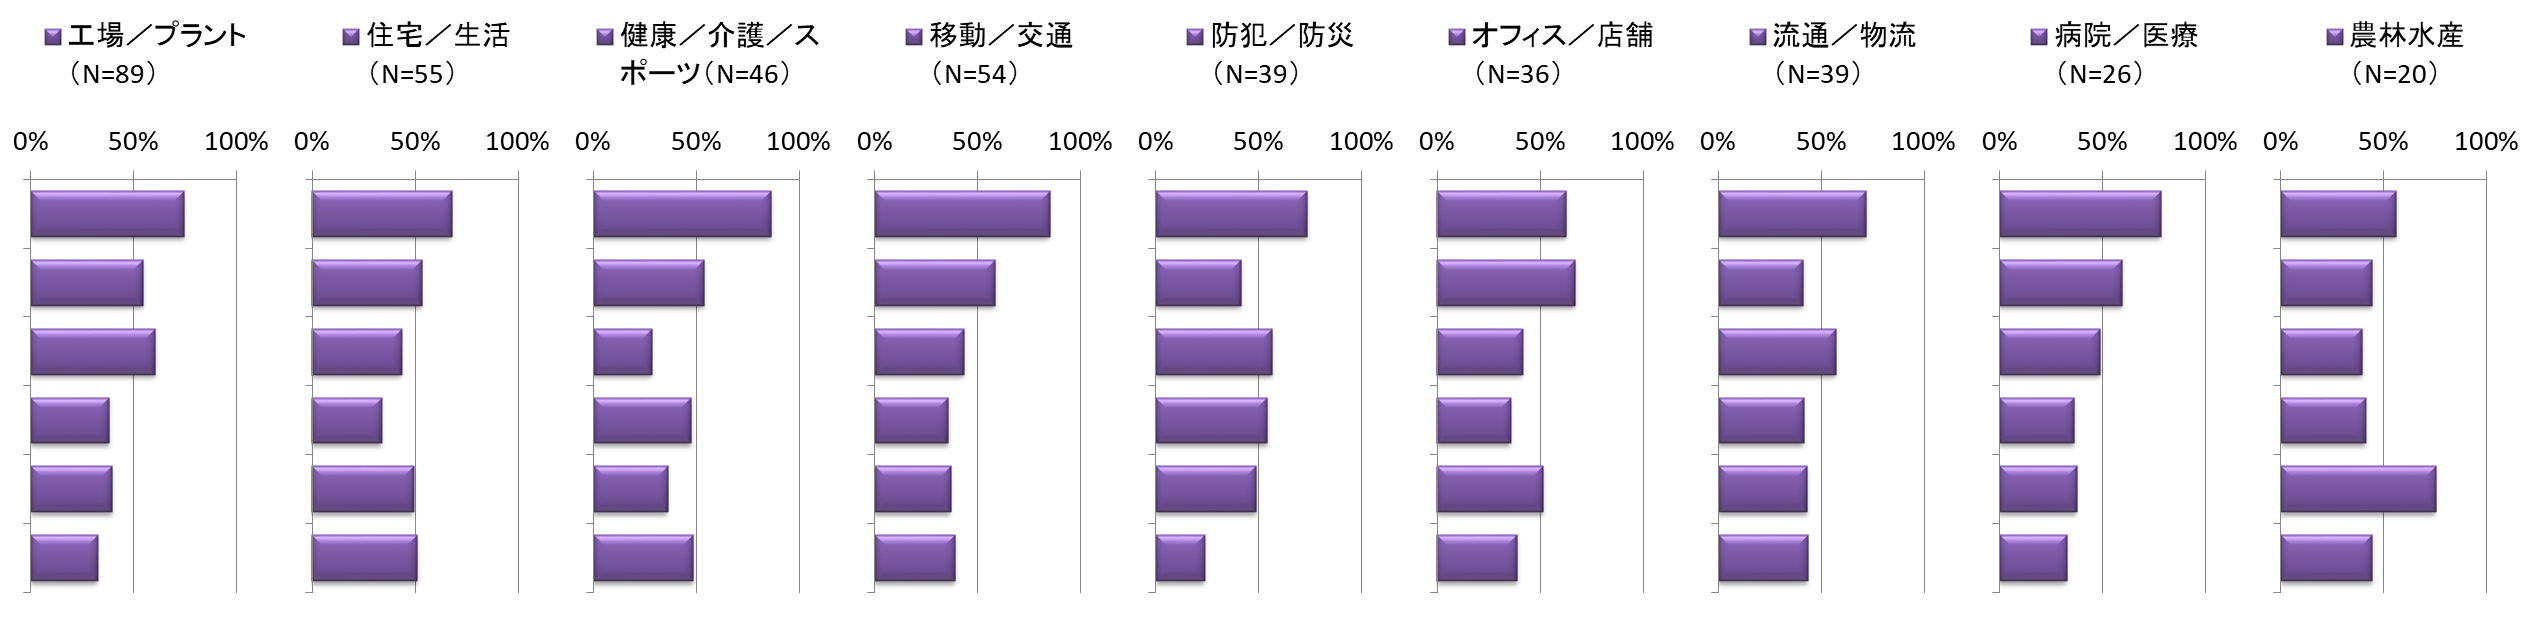 工場／プラント
（N=89）
住宅／生活
（N=55）
健康／介護／ス
ポーツ（N=46）
移動／交通
（N=54）
防犯／防災
（N=39）
オフィス／店舗
（N=36）
流通／物流
（N=39）
病院／医療
（N=26）
農林水産
（N=20）
0% 50% 100%
0% 50% 100%
0% 50% 100%
0% 50% 100%
0% 50% 100%
0% 50% 100%
0% 50% 100%
0% 50% 100%
0% 50% 100%